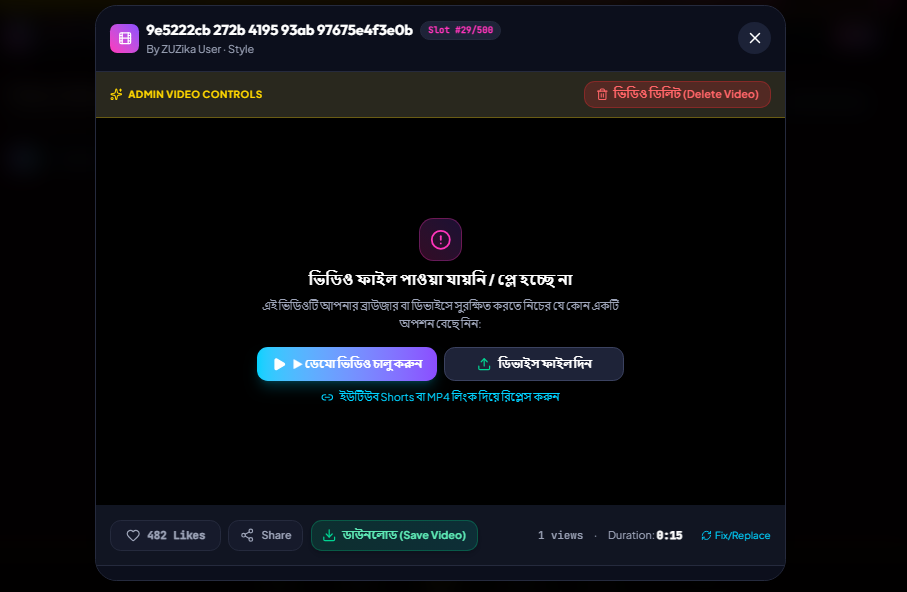 9e5222cb 272b 4195 93ab 97675e4f3e0b Slot #29/500
By ZUZika User · Style
ADMIN VIDEO CONTROLS
ভিডিও ডিলিট (Delete Video)
ভিডিও ফাইল পাওয়া যায়নি / প্লে হচ্ছে না
এই ভিডিওটি আপনার ব্রাউজার বা ডিভাইসে সুরক্ষিত করতে নিচের যে কোন একটি
অপশন বেছে নিন:
▶ ডেমো ভিডিও চালু করুন
ডিভাইস ফাইল দিন
ইউটিউব Shorts বা MP4 লিংক দিয়ে রিপ্লেস করুন
482 Likes
Share
ডাউনলোড (Save Video)
1 views · Duration: 0:15
Fix/Replace